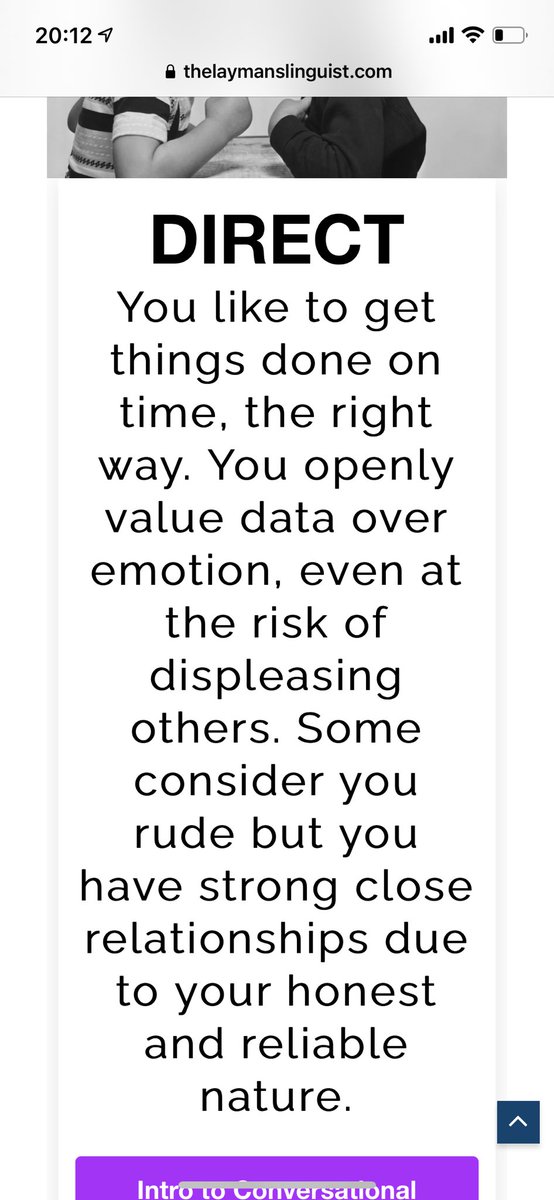 20:12
thelaymanslinguist.com
DIRECT
You like to get
things done on
time, the right
way. You openly
value data over
emotion, even at
the risk of
displeasing
others. Some
consider you
rude but you
have strong close
relationships due
to your honest
and reliable
nature.
Intro to Conversational